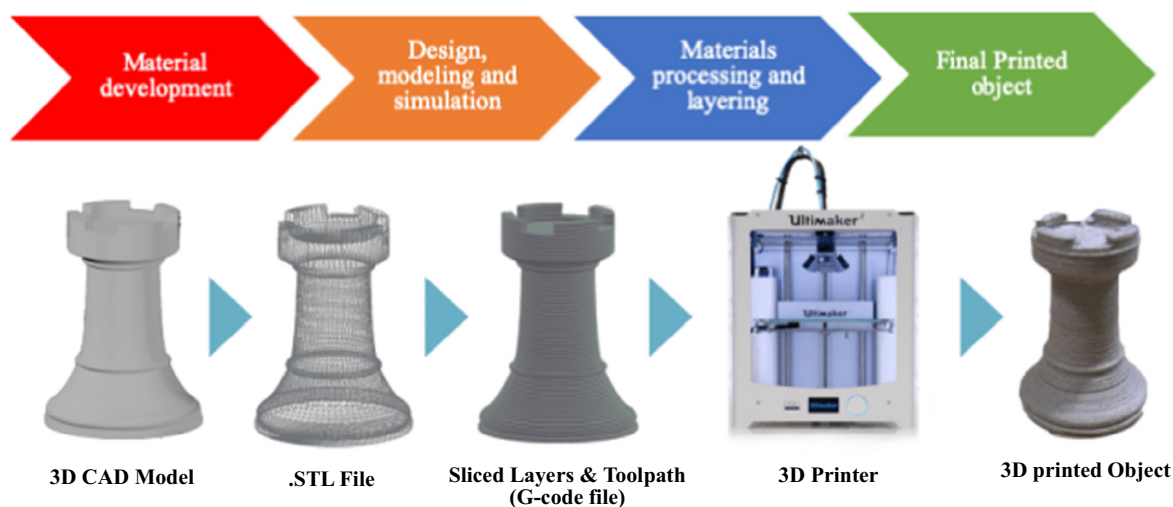 Material
development
Design,
modeling and
simulation
Materials
processing and
layering
Final Printed
object
Ultimaker²
Ultimaker
Ultimaker
3D CAD Model
.STL File
Sliced Layers & Toolpath
(G-code file)
3D Printer
3D printed Object